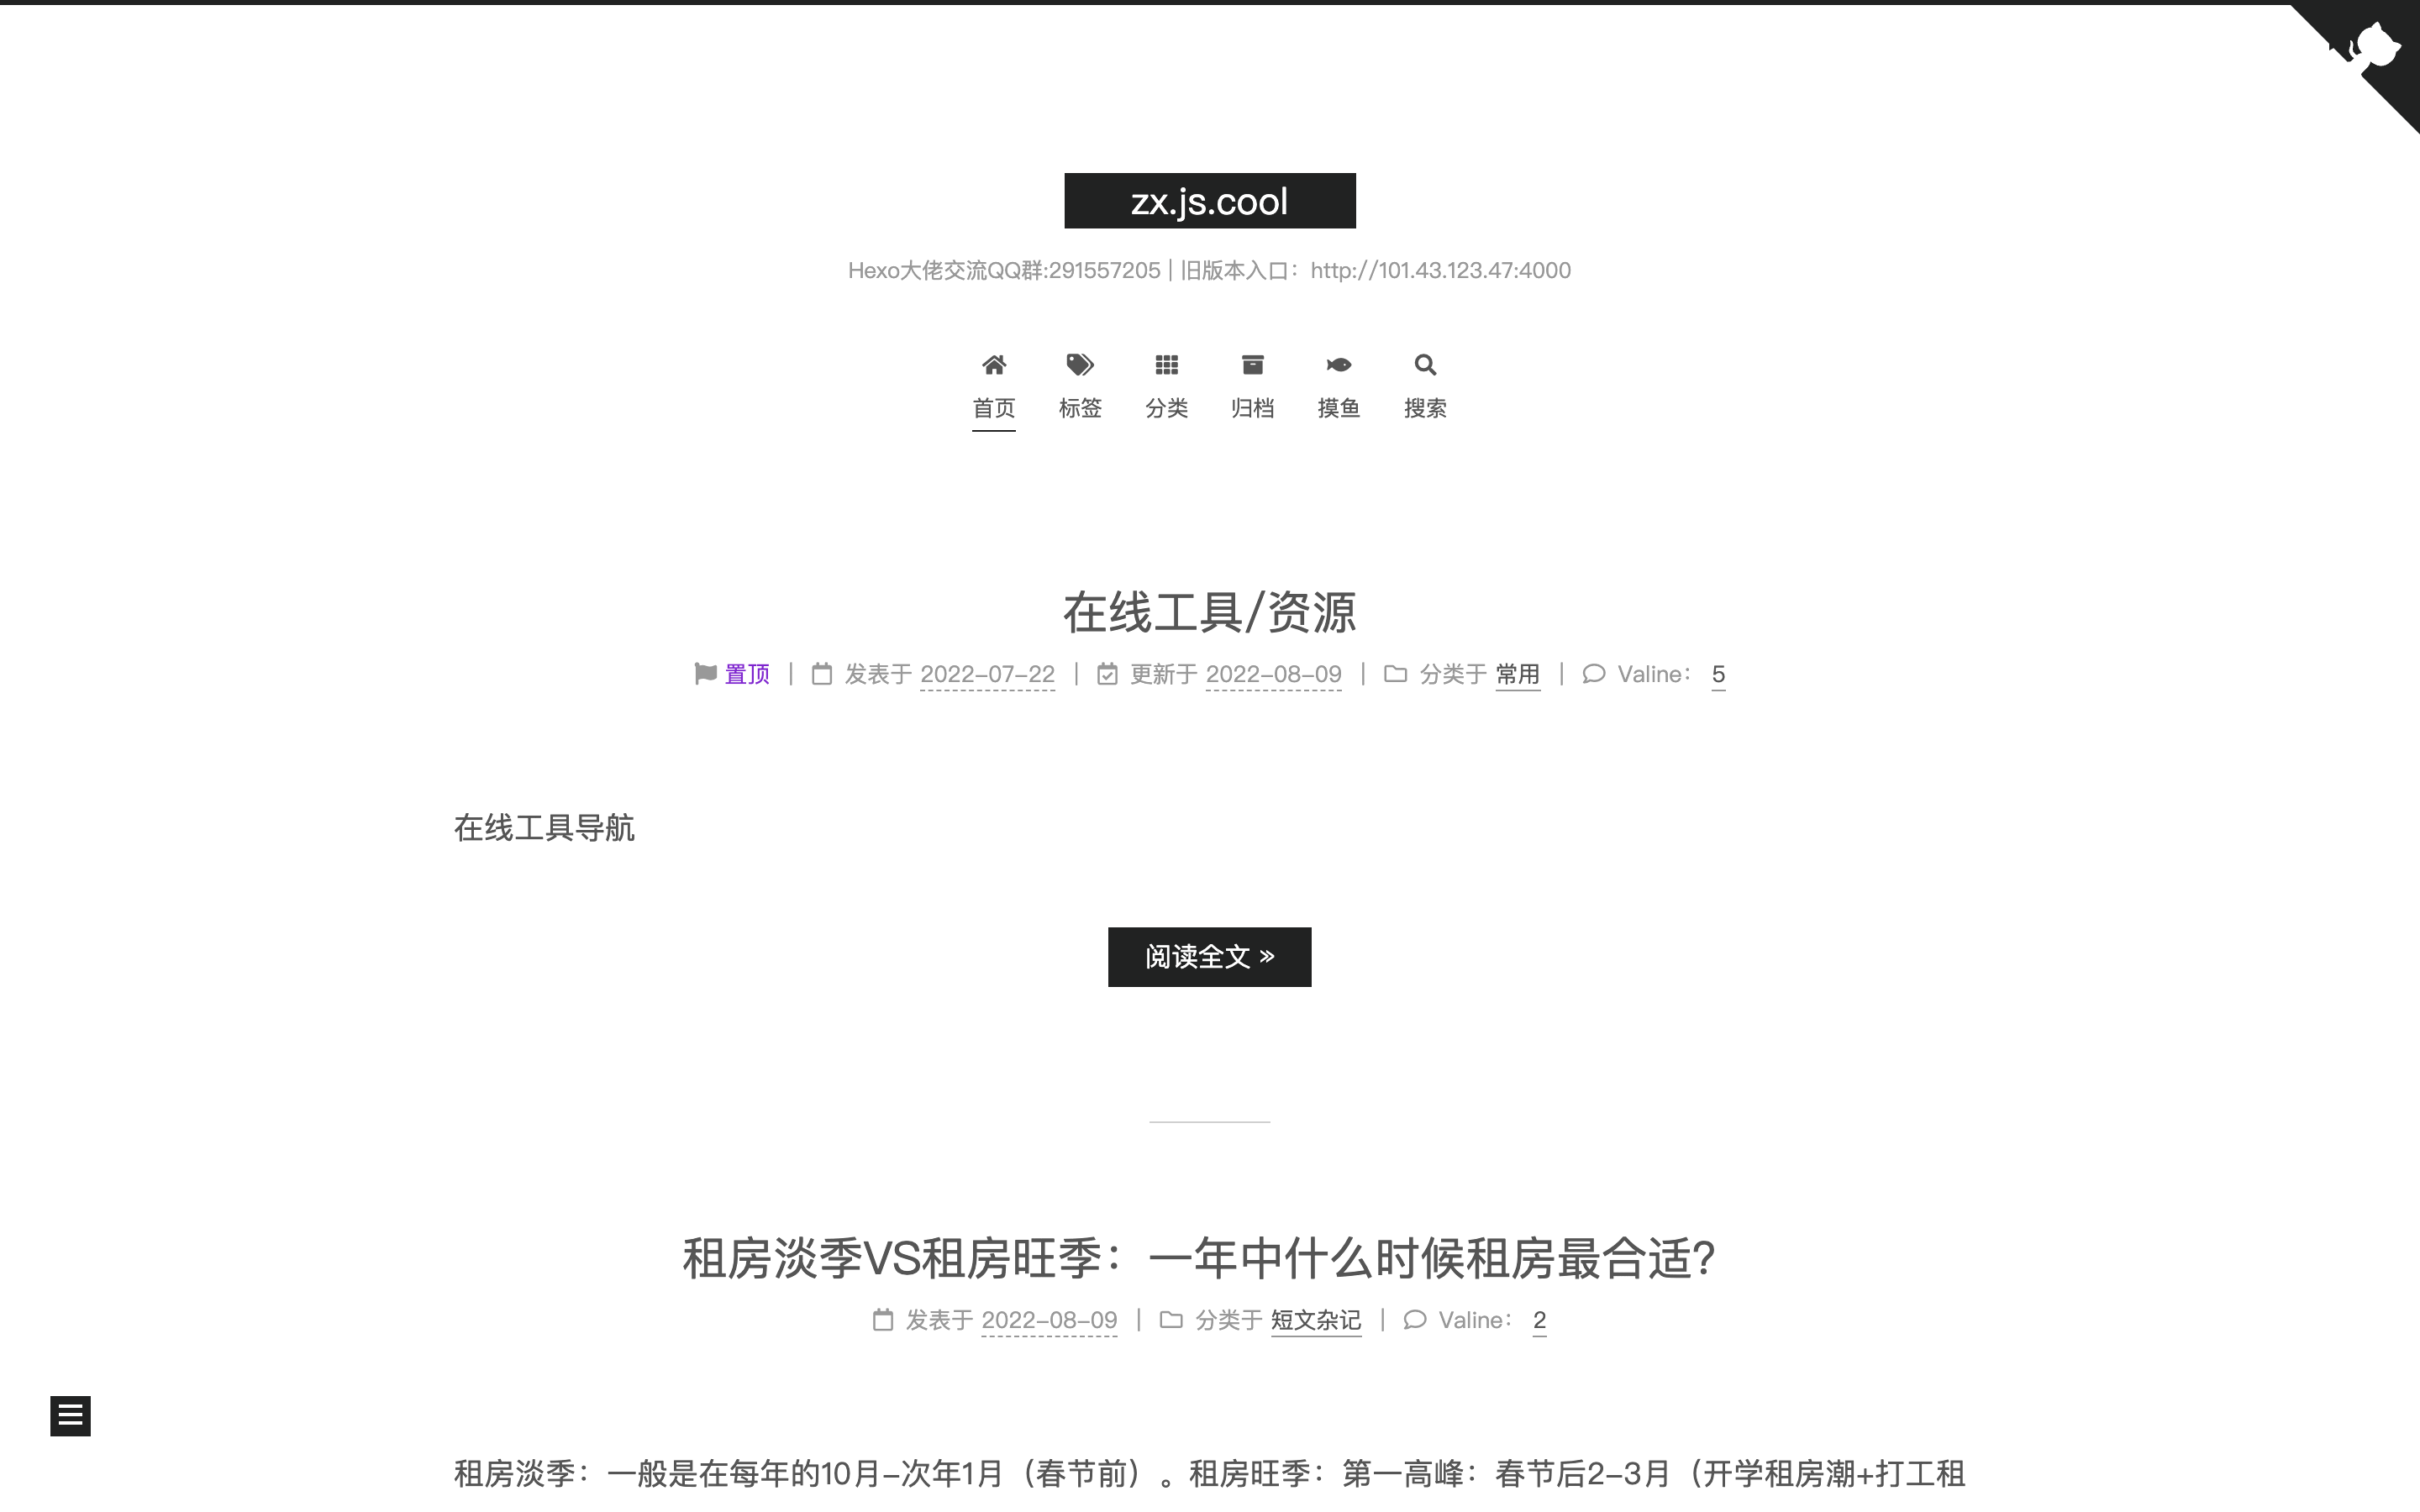 zx.js.cool
Hexo大佬交流QQ群:291557205 | 旧版本入口：http://101.43.123.47:4000
首页 标签 分类 归档 摸鱼 搜索
在线工具/资源
置顶 | 发表于 2022-07-22 | 更新于 2022-08-09 | 分类于 常用 | Valine： 5
在线工具导航
阅读全文 »
租房淡季VS租房旺季：一年中什么时候租房最合适？
发表于 2022-08-09 | 分类于 短文杂记 | Valine： 2
租房淡季：一般是在每年的10月-次年1月（春节前）。租房旺季：第一高峰：春节后2-3月（开学租房潮+打工租